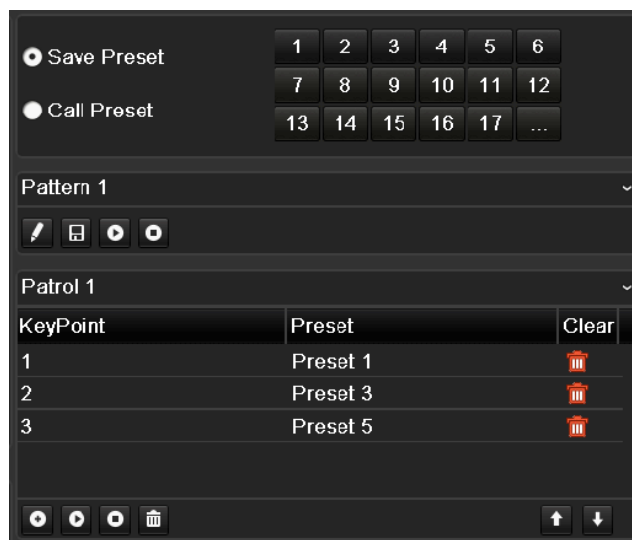 Save Preset
1 2 3 4 5 6
7 8 9 10 11 12
Call Preset
13 14 15 16 17 ...
Pattern 1
Patrol 1
KeyPoint Preset Clear
1 Preset 1
2 Preset 3
3 Preset 5